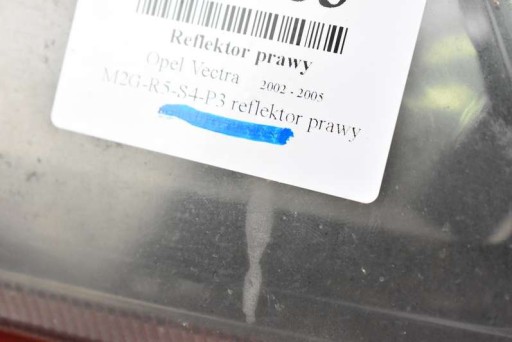 Reflektor prawy
Opel Vectra 2002 - 2005
M2G-R5-S4-P3 reflektor prawy